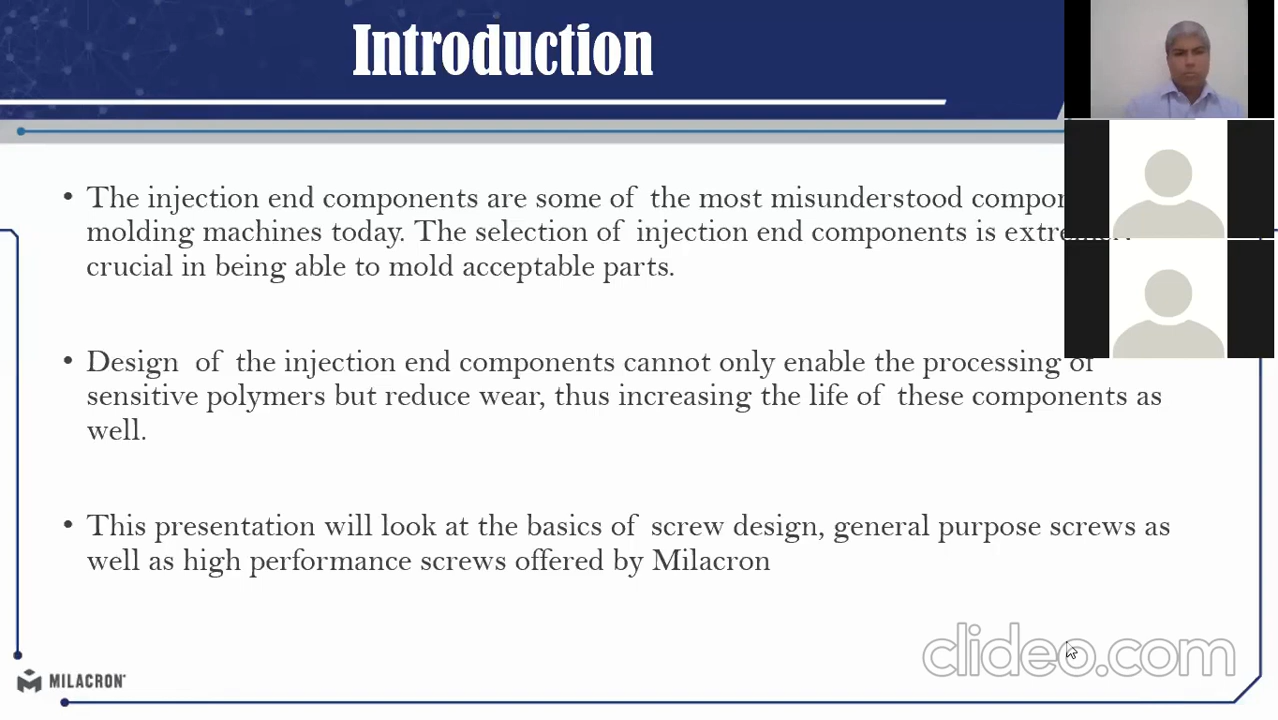 Introduction
• The injection end components are some of the most misunderstood
molding machines today. The selection of injection end components is
crucial in being able to mold acceptable parts.
• Design of the injection end components cannot only enable the processing of
sensitive polymers but reduce wear, thus increasing the life of these components as
well.
• This presentation will look at the basics of screw design, general purpose screws as
well as high performance screws offered by Milacron
clideo.com
MILACRON